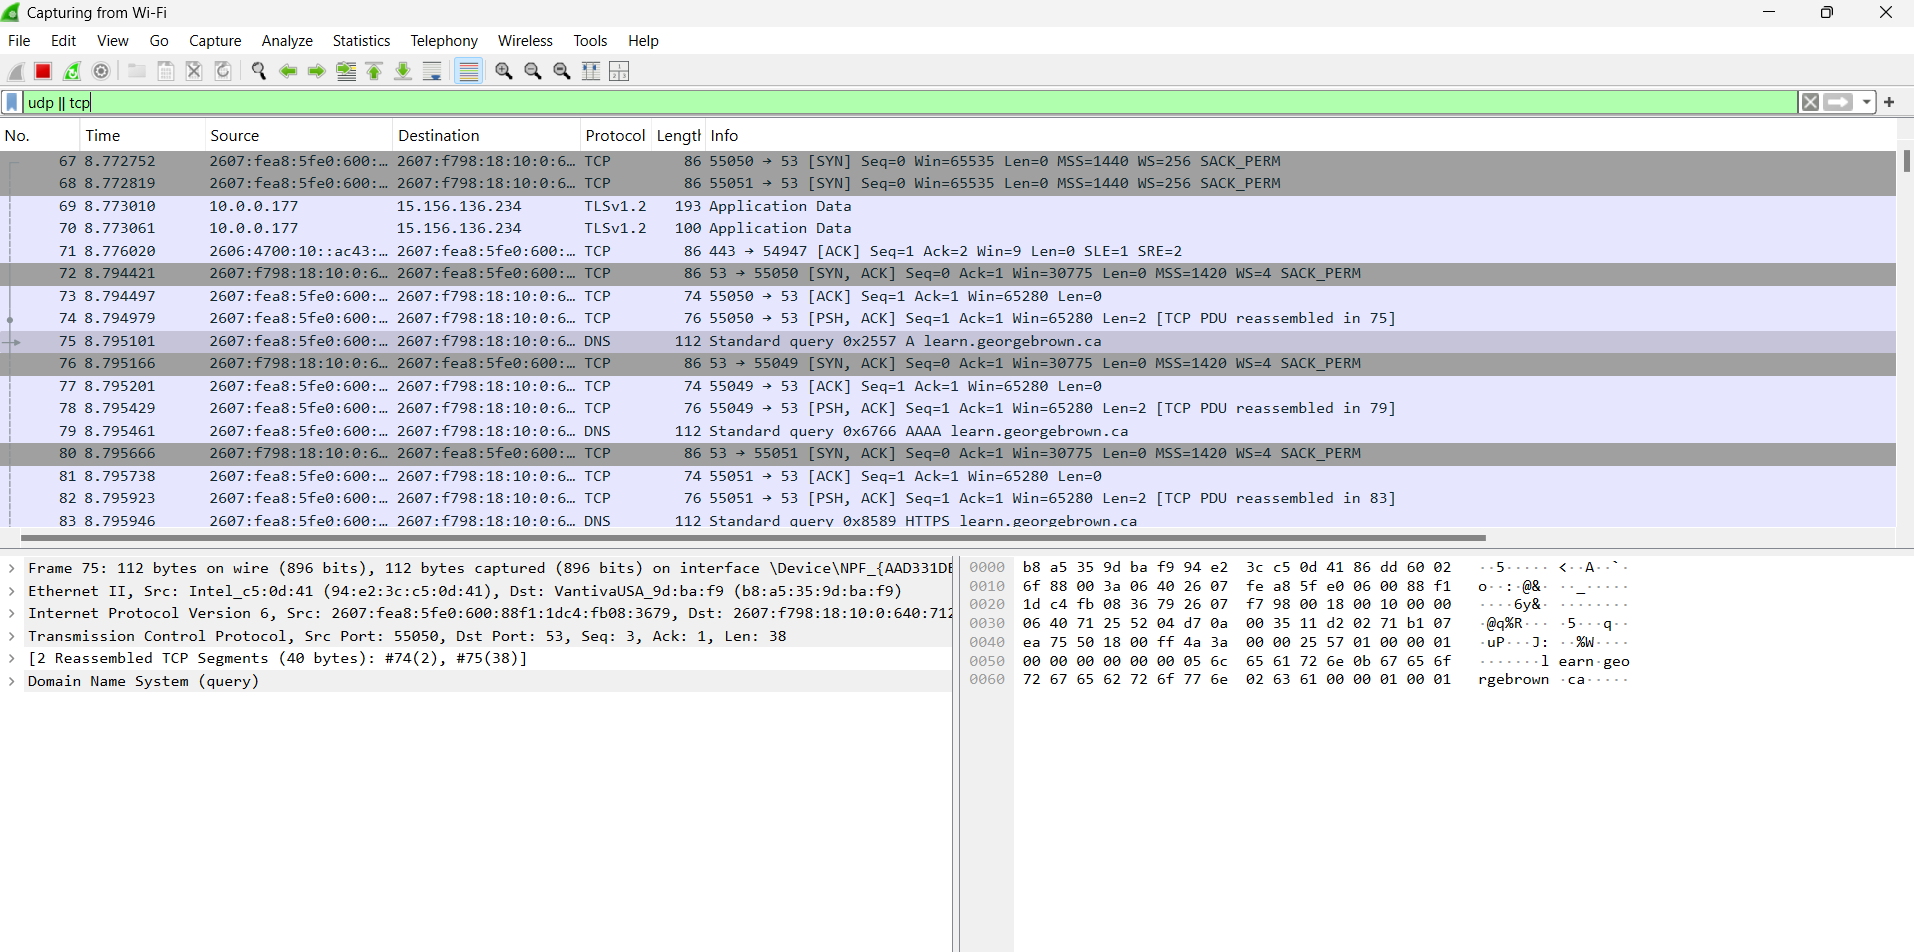 Capturing from Wi-Fi
File Edit View Go Capture Analyze Statistics Telephony Wireless Tools Help
udp || tcp
No. Time Source Destination Protocol Length Info
67 8.772752 2607:fea8:5fe0:600:… 2607:f798:18:10:0:6… TCP 86 55050 → 53 [SYN] Seq=0 Win=65535 Len=0 MSS=1440 WS=256 SACK_PERM
68 8.772819 2607:fea8:5fe0:600:… 2607:f798:18:10:0:6… TCP 86 55051 → 53 [SYN] Seq=0 Win=65535 Len=0 MSS=1440 WS=256 SACK_PERM
69 8.773010 10.0.0.177 15.156.136.234 TLSv1.2 193 Application Data
70 8.773061 10.0.0.177 15.156.136.234 TLSv1.2 100 Application Data
71 8.776020 2606:4700:10::ac43:… 2607:fea8:5fe0:600:… TCP 86 443 → 54947 [ACK] Seq=1 Ack=2 Win=9 Len=0 SLE=1 SRE=2
72 8.794421 2607:f798:18:10:0:6… 2607:fea8:5fe0:600:… TCP 86 53 → 55050 [SYN, ACK] Seq=0 Ack=1 Win=30775 Len=0 MSS=1420 WS=4 SACK_PERM
73 8.794497 2607:fea8:5fe0:600:… 2607:f798:18:10:0:6… TCP 74 55050 → 53 [ACK] Seq=1 Ack=1 Win=65280 Len=0
74 8.794979 2607:fea8:5fe0:600:… 2607:f798:18:10:0:6… TCP 76 55050 → 53 [PSH, ACK] Seq=1 Ack=1 Win=65280 Len=2 [TCP PDU reassembled in 75]
75 8.795101 2607:fea8:5fe0:600:… 2607:f798:18:10:0:6… DNS 112 Standard query 0x2557 A learn.georgebrown.ca
76 8.795166 2607:f798:18:10:0:6… 2607:fea8:5fe0:600:… TCP 86 53 → 55049 [SYN, ACK] Seq=0 Ack=1 Win=30775 Len=0 MSS=1420 WS=4 SACK_PERM
77 8.795201 2607:fea8:5fe0:600:… 2607:f798:18:10:0:6… TCP 74 55049 → 53 [ACK] Seq=1 Ack=1 Win=65280 Len=0
78 8.795429 2607:fea8:5fe0:600:… 2607:f798:18:10:0:6… TCP 76 55049 → 53 [PSH, ACK] Seq=1 Ack=1 Win=65280 Len=2 [TCP PDU reassembled in 79]
79 8.795461 2607:fea8:5fe0:600:… 2607:f798:18:10:0:6… DNS 112 Standard query 0x6766 AAAA learn.georgebrown.ca
80 8.795666 2607:f798:18:10:0:6… 2607:fea8:5fe0:600:… TCP 86 53 → 55051 [SYN, ACK] Seq=0 Ack=1 Win=30775 Len=0 MSS=1420 WS=4 SACK_PERM
81 8.795738 2607:fea8:5fe0:600:… 2607:f798:18:10:0:6… TCP 74 55051 → 53 [ACK] Seq=1 Ack=1 Win=65280 Len=0
82 8.795923 2607:fea8:5fe0:600:… 2607:f798:18:10:0:6… TCP 76 55051 → 53 [PSH, ACK] Seq=1 Ack=1 Win=65280 Len=2 [TCP PDU reassembled in 83]
83 8.795946 2607:fea8:5fe0:600:… 2607:f798:18:10:0:6… DNS 112 Standard query 0x8589 HTTPS learn.georgebrown.ca
Frame 75: 112 bytes on wire (896 bits), 112 bytes captured (896 bits) on interface \Device\NPF_{AAD331DE
Ethernet II, Src: Intel_c5:0d:41 (94:e2:3c:c5:0d:41), Dst: VantivaUSA_9d:ba:f9 (b8:a5:35:9d:ba:f9)
Internet Protocol Version 6, Src: 2607:fea8:5fe0:600:88f1:1dc4:fb08:3679, Dst: 2607:f798:18:10:0:640:712
Transmission Control Protocol, Src Port: 55050, Dst Port: 53, Seq: 3, Ack: 1, Len: 38
[2 Reassembled TCP Segments (40 bytes): #74(2), #75(38)]
Domain Name System (query)
0000 b8 a5 35 9d ba f9 94 e2 3c c5 0d 41 86 dd 60 02 ··5····· <··A··`·
0010 6f 88 00 3a 06 40 26 07 fe a8 5f e0 06 00 88 f1 o··:·@&· ··_·····
0020 1d c4 fb 08 36 79 26 07 f7 98 00 18 00 10 00 00 ····6y&· ········
0030 06 40 71 25 52 04 d7 0a 00 35 11 d2 02 71 b1 07 ·@q%R··· ·5···q··
0040 ea 75 50 18 00 ff 4a 3a 00 00 25 57 01 00 00 01 ·uP···J: ··%W····
0050 00 00 00 00 00 00 05 6c 65 61 72 6e 0b 67 65 6f ·······l earn·geo
0060 72 67 65 62 72 6f 77 6e 02 63 61 00 00 01 00 01 rgebrown ·ca·····